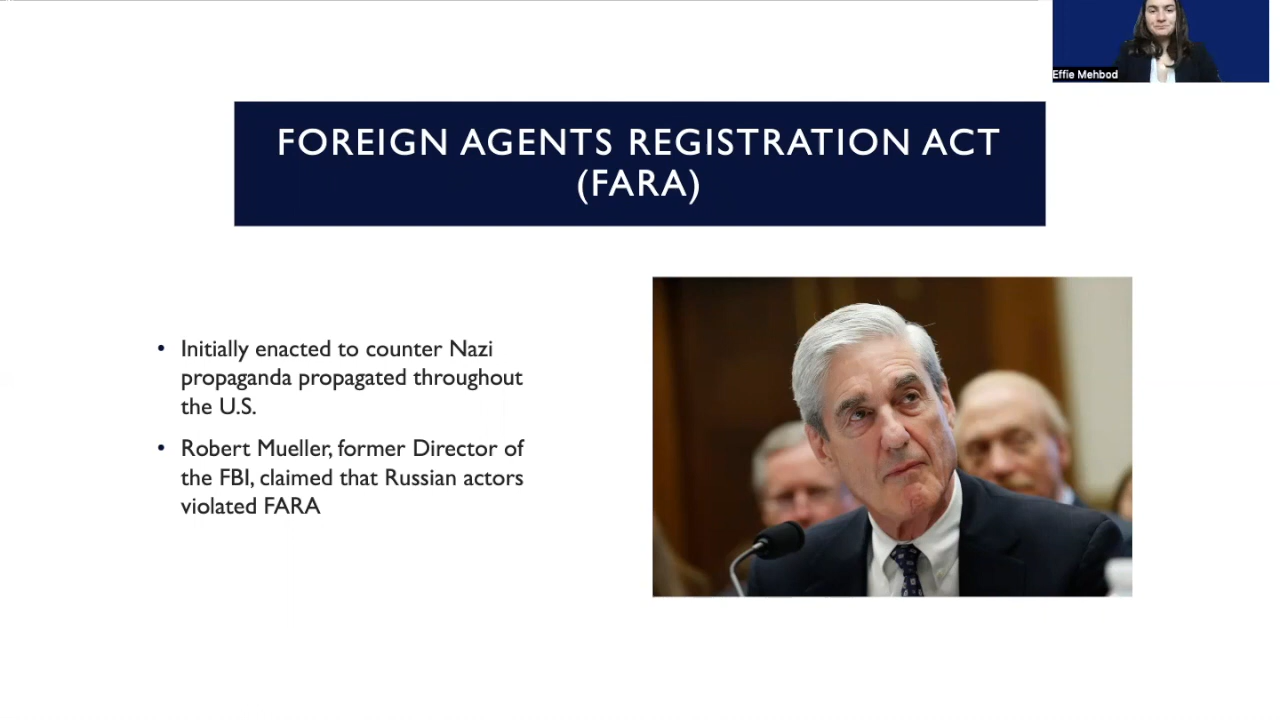 Effie Mehbod
FOREIGN AGENTS REGISTRATION ACT
(FARA)
• Initially enacted to counter Nazi
propaganda propagated throughout
the U.S.
• Robert Mueller, former Director of
the FBI, claimed that Russian actors
violated FARA